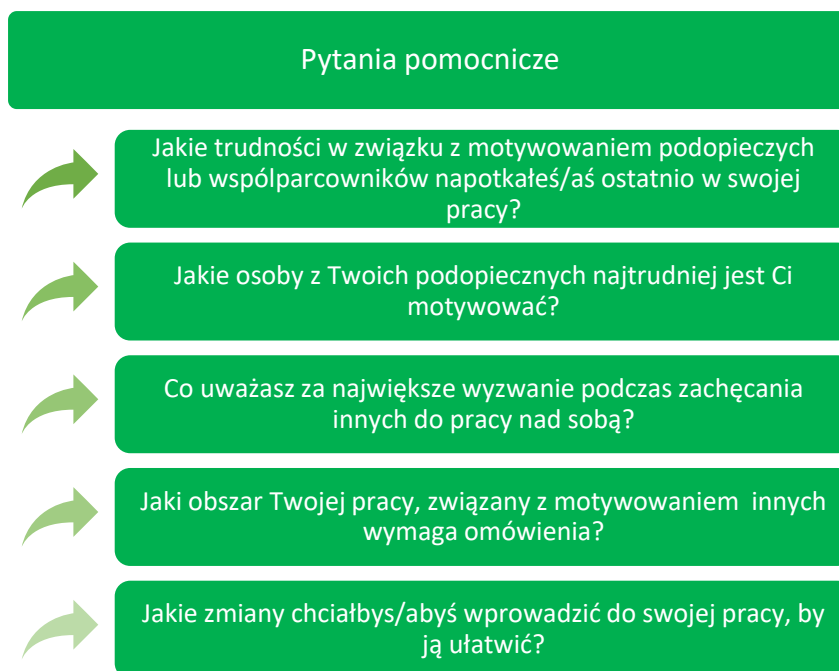 Pytania pomocnicze
Jakie trudności w związku z motywowaniem podopieczych
lub wspólparcowników napotkałeś/aś ostatnio w swojej
pracy?
Jakie osoby z Twoich podopiecznych najtrudniej jest Ci
motywować?
Co uważasz za największe wyzwanie podczas zachęcania
innych do pracy nad sobą?
Jaki obszar Twojej pracy, związany z motywowaniem  innych
wymaga omówienia?
Jakie zmiany chciałbys/abyś wprowadzić do swojej pracy, by
ją ułatwić?